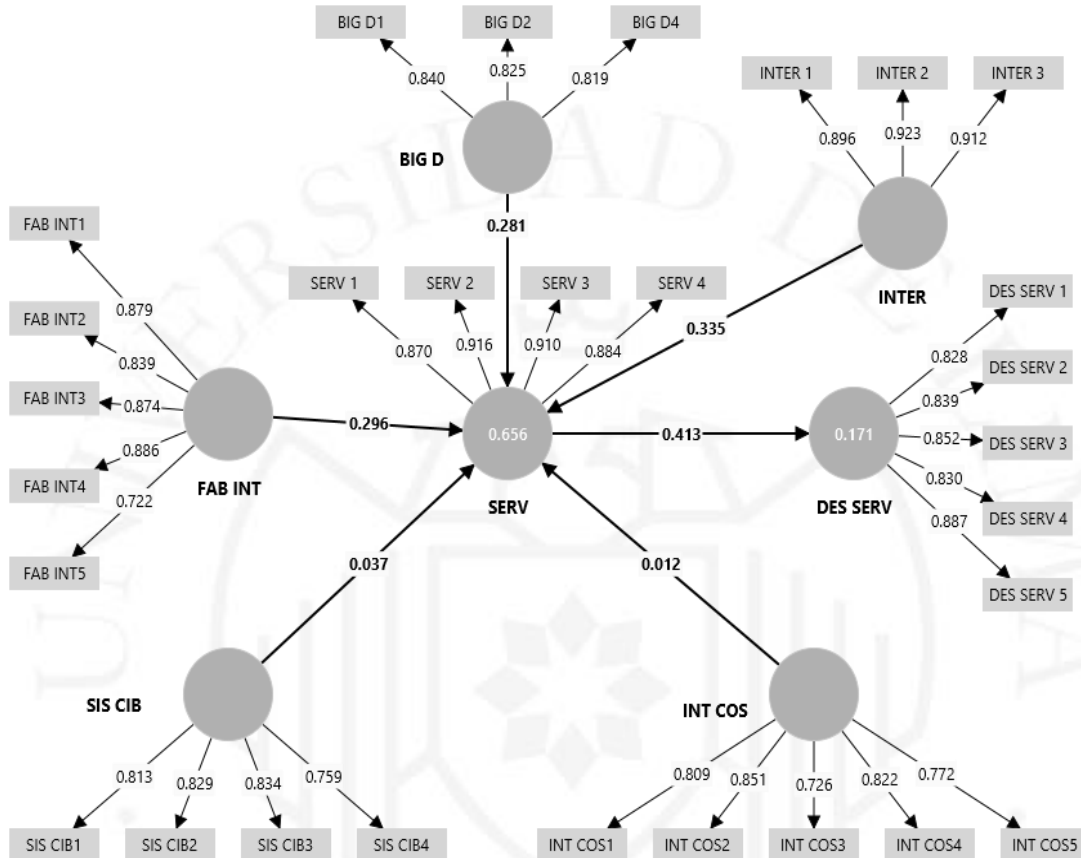 BIG D1
BIG D2
BIG D4
0.840
0.825
0.819
BIG D
INTER 1
INTER 2
INTER 3
0.896
0.923
0.912
INTER
0.281
0.335
FAB INT1
FAB INT2
FAB INT3
FAB INT4
FAB INT5
0.879
0.839
0.874
0.886
0.722
FAB INT
0.296
SERV 1
SERV 2
SERV 3
SERV 4
0.870
0.916
0.910
0.884
0.656
SERV
0.413
DES SERV 1
DES SERV 2
DES SERV 3
DES SERV 4
DES SERV 5
0.828
0.839
0.852
0.830
0.887
0.171
DES SERV
0.037
0.012
SIS CIB
0.813
0.829
0.834
0.759
SIS CIB1
SIS CIB2
SIS CIB3
SIS CIB4
INT COS
0.809
0.851
0.726
0.822
0.772
INT COS1
INT COS2
INT COS3
INT COS4
INT COS5